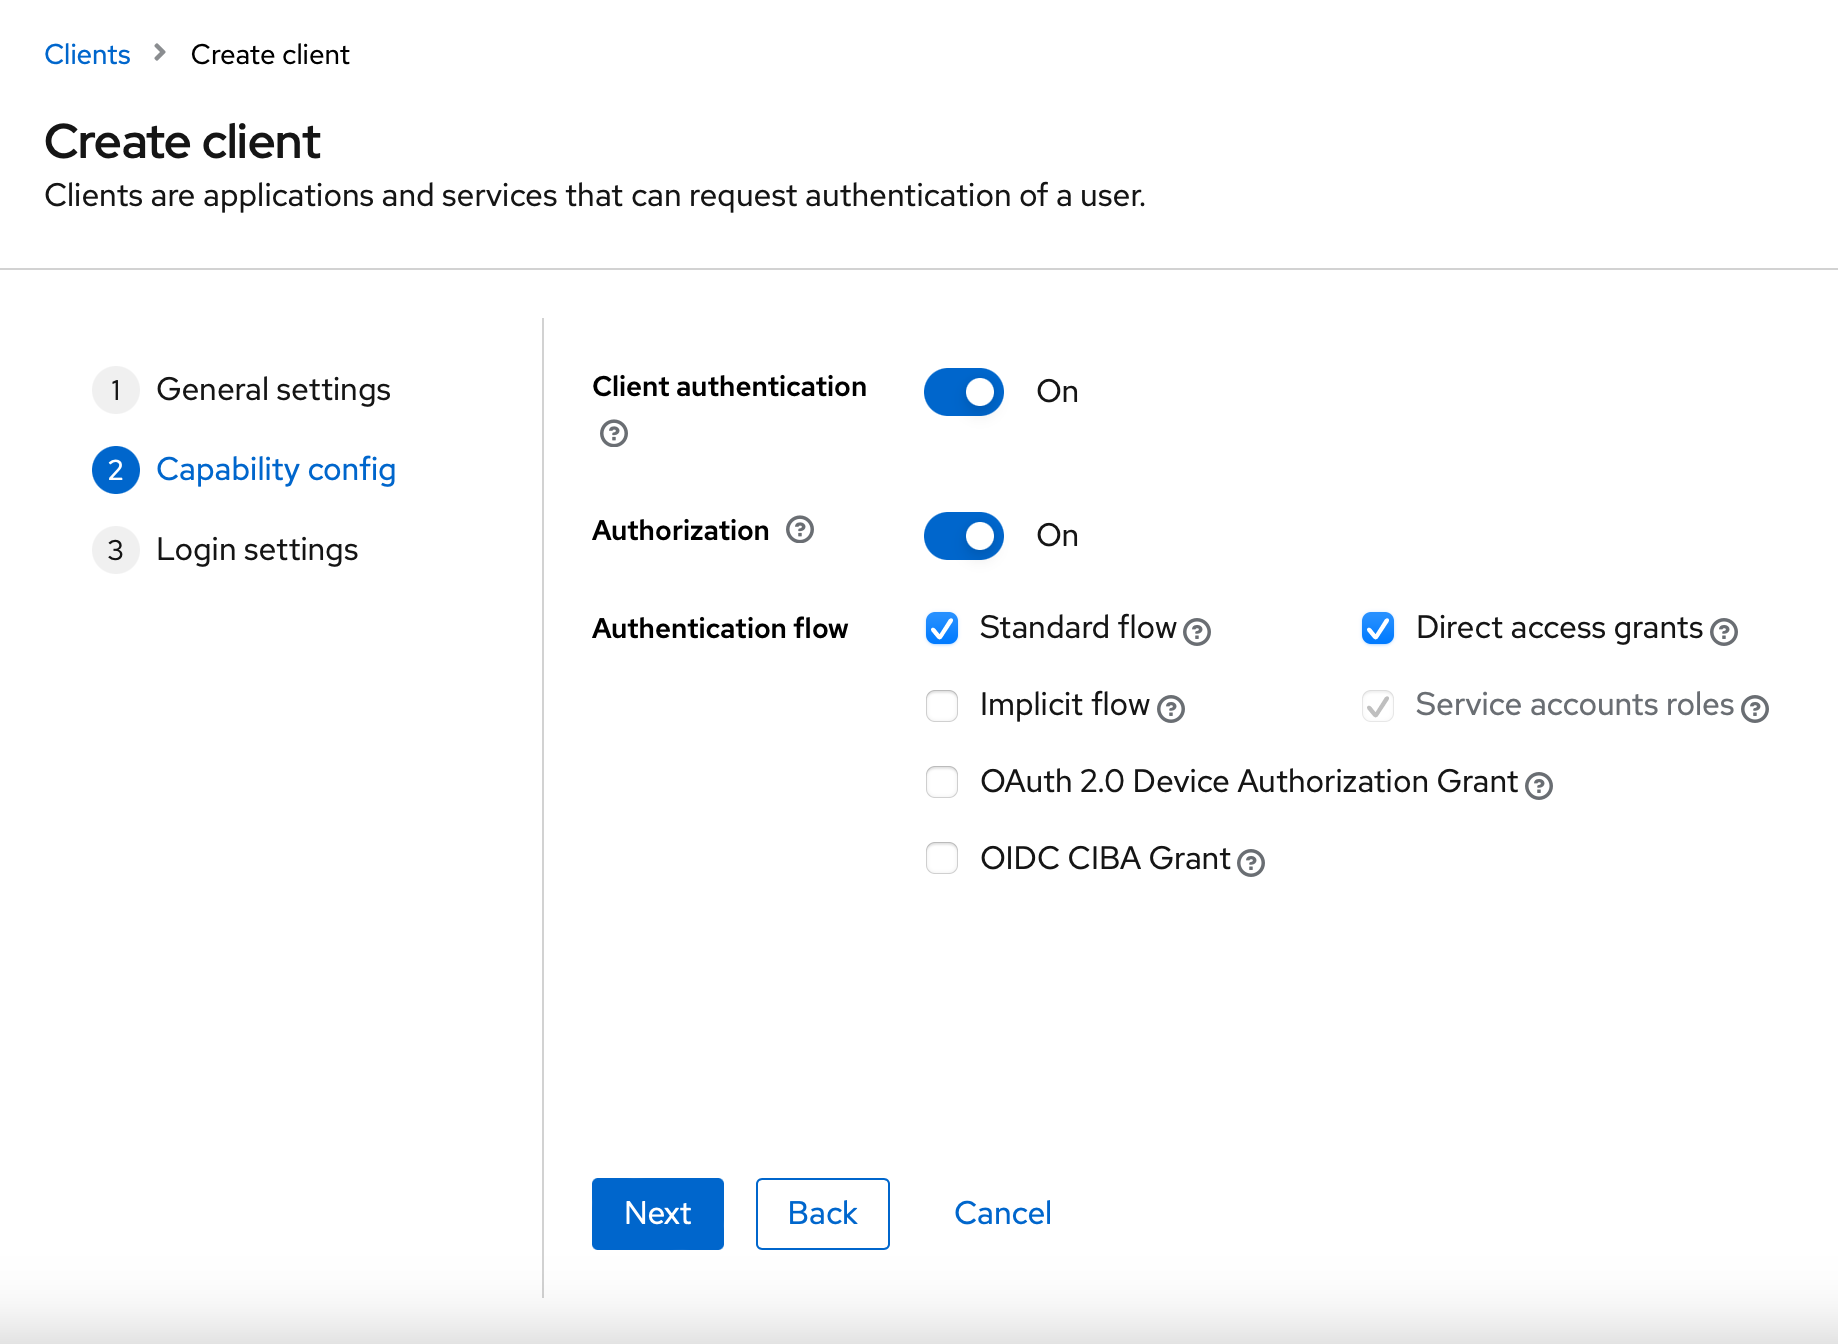 Clients > Create client
Create client
Clients are applications and services that can request authentication of a user.
1 General settings
2 Capability config
3 Login settings
Client authentication ? On
Authorization ? On
Authentication flow
Standard flow ? Direct access grants ?
Implicit flow ? Service accounts roles ?
OAuth 2.0 Device Authorization Grant ?
OIDC CIBA Grant ?
Next Back Cancel